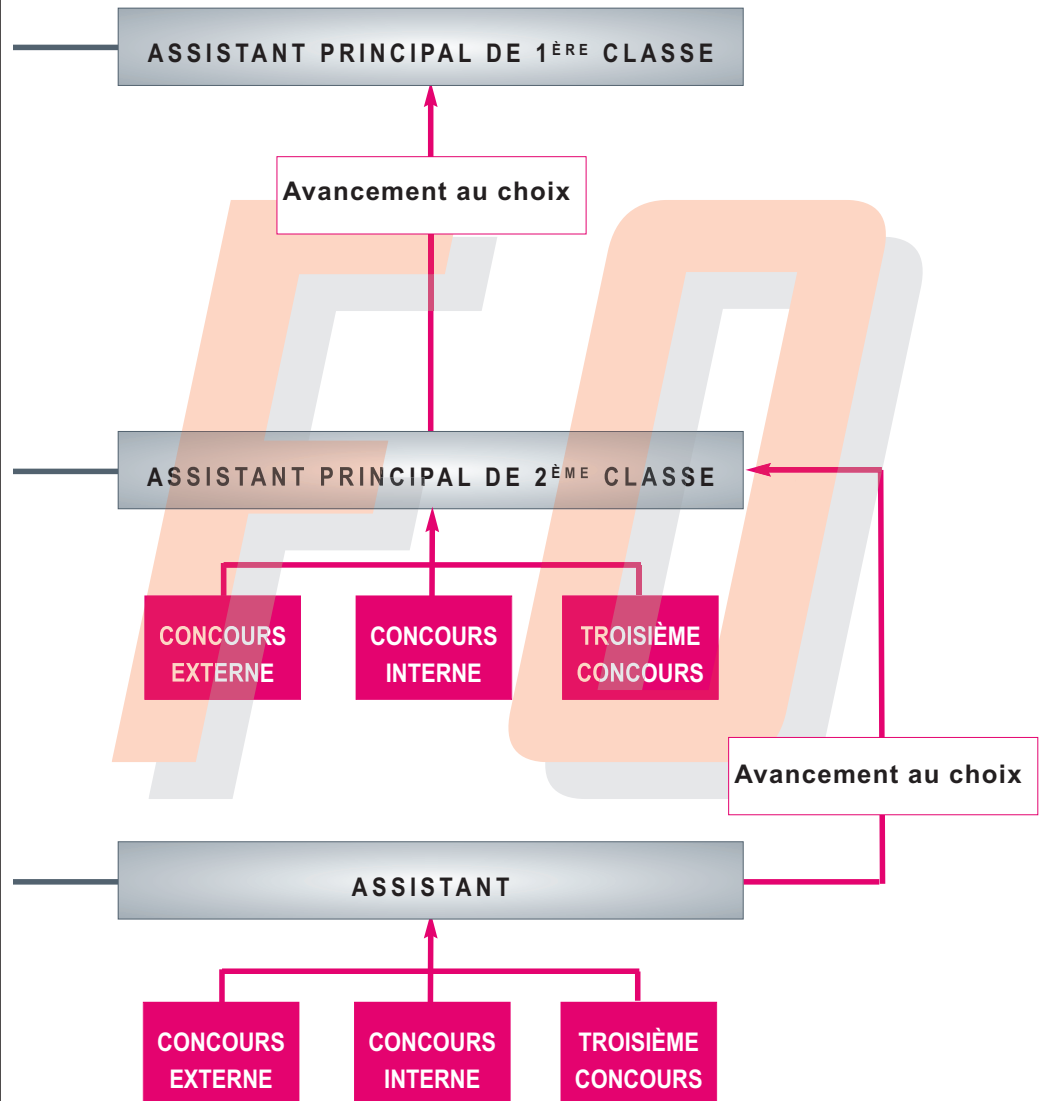 ASSISTANT PRINCIPAL DE 1ÈRE CLASSE
Avancement au choix
FO
ASSISTANT PRINCIPAL DE 2ÈME CLASSE
CONCOURS
EXTERNE
CONCOURS
INTERNE
TROISIÈME
CONCOURS
Avancement au choix
ASSISTANT
CONCOURS
EXTERNE
CONCOURS
INTERNE
TROISIÈME
CONCOURS